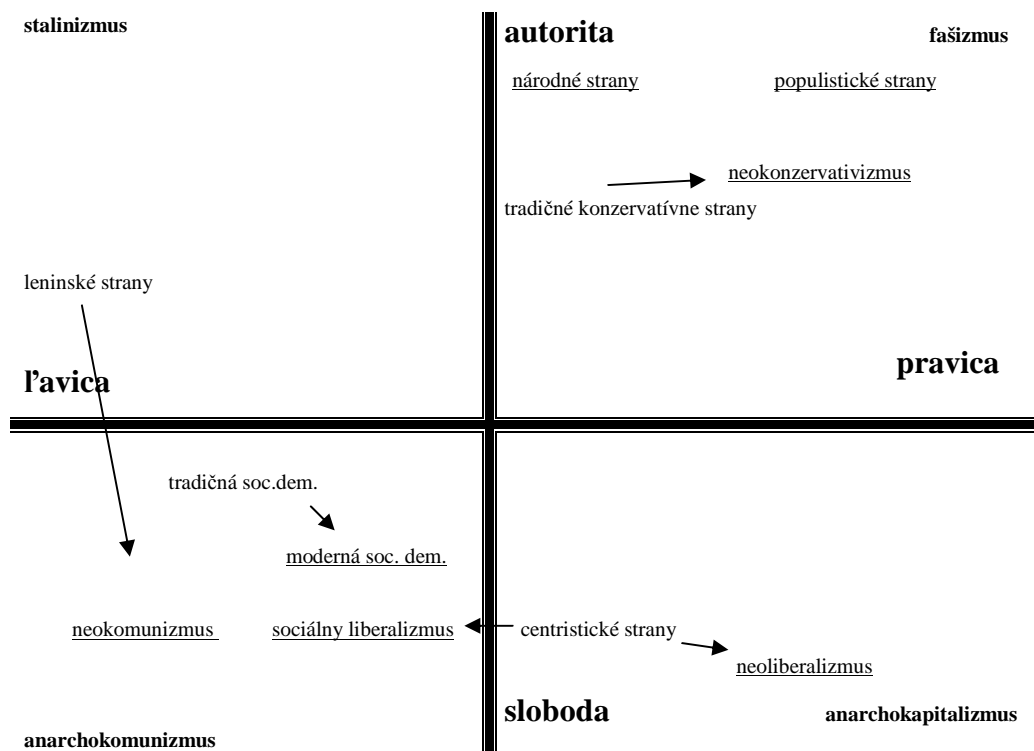 stalinizmus
autorita
fašizmus
národné strany
populistické strany
neokonzervativizmus
tradičné konzervatívne strany
leninské strany
pravica
ľavica
tradičná soc.dem.
moderná soc. dem.
neokomunizmus
sociálny liberalizmus
centristické strany
neoliberalizmus
sloboda
anarchokapitalizmus
anarchokomunizmus